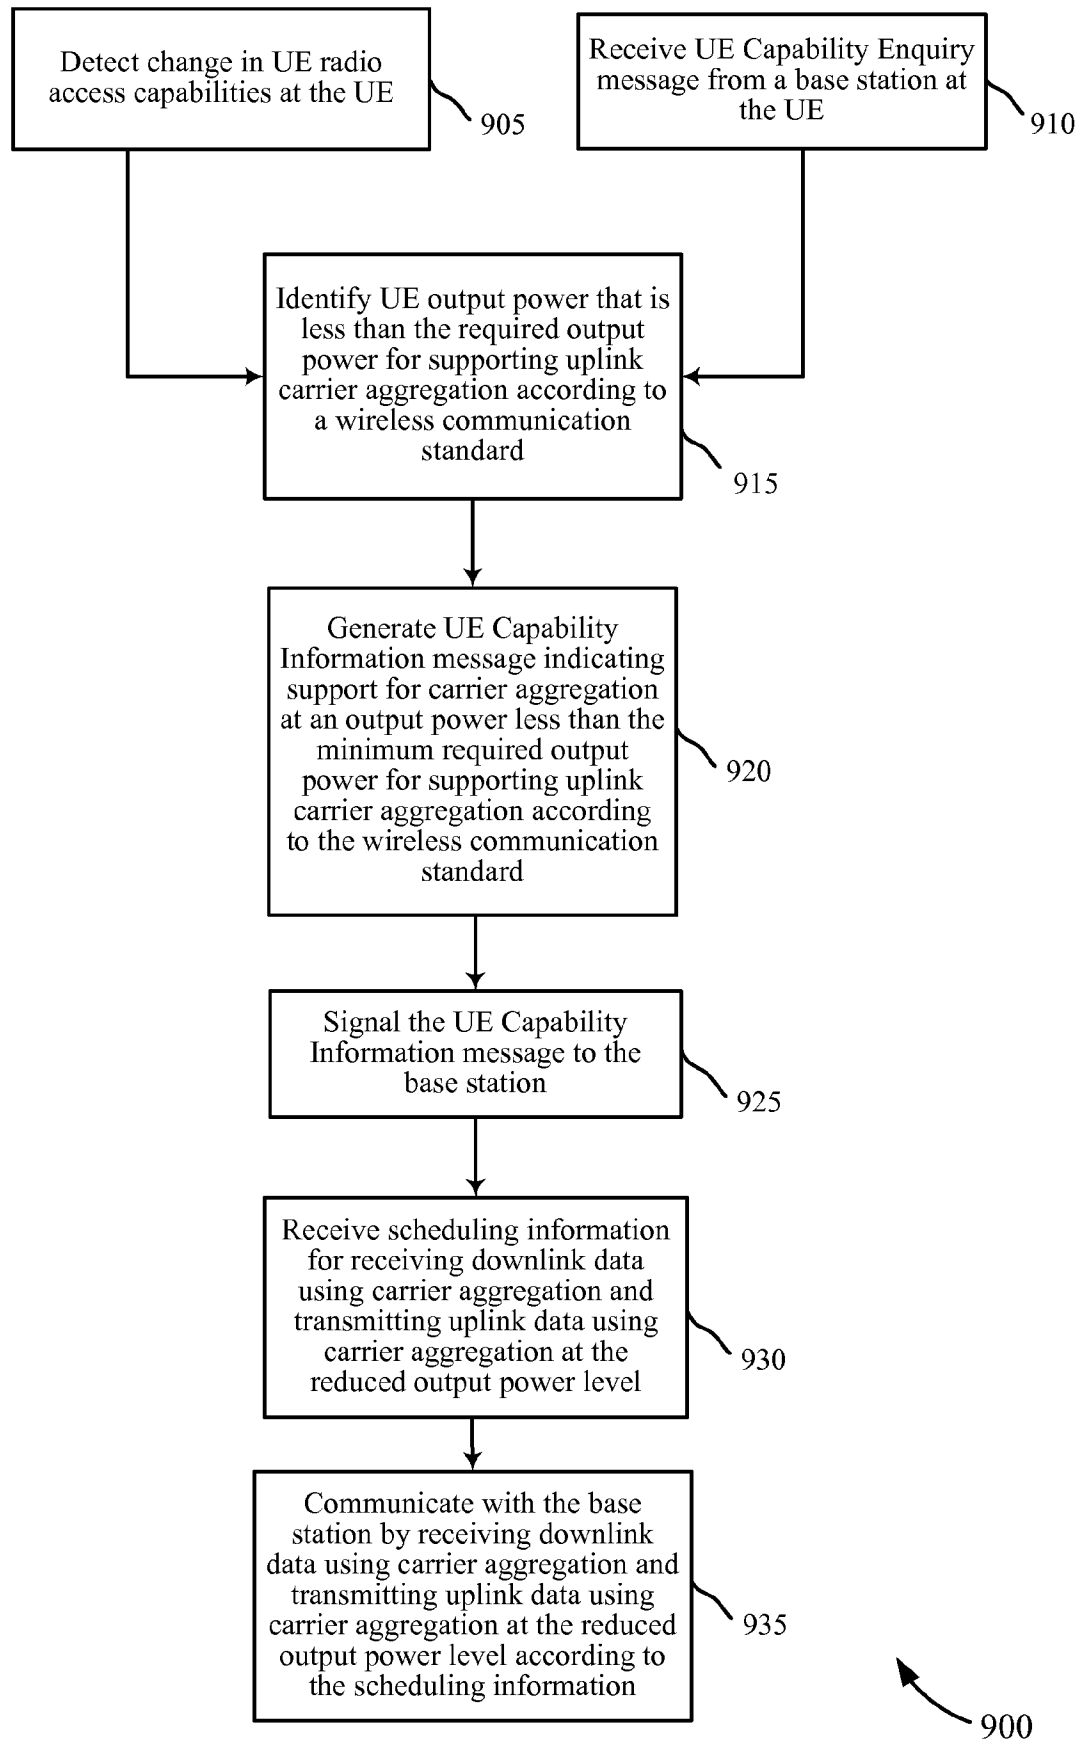 Detect change in UE radio
access capabilities at the UE
905
Receive UE Capability Enquiry
message from a base station at
the UE
910
Identify UE output power that is
less than the required output
power for supporting uplink
carrier aggregation according to
a wireless communication
standard
915
Generate UE Capability
Information message indicating
support for carrier aggregation
at an output power less than the
minimum required output
power for supporting uplink
carrier aggregation according
to the wireless communication
standard
920
Signal the UE Capability
Information message to the
base station
925
Receive scheduling information
for receiving downlink data
using carrier aggregation and
transmitting uplink data using
carrier aggregation at the
reduced output power level
930
Communicate with the base
station by receiving downlink
data using carrier aggregation and
transmitting uplink data using
carrier aggregation at the reduced
output power level according to
the scheduling information
935
900